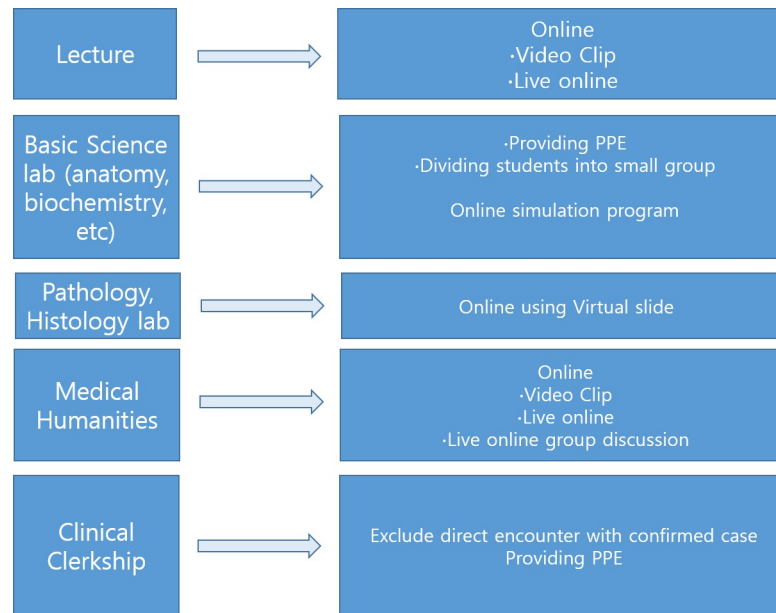 Lecture
Online
·Video Clip
·Live online
Basic Science
lab (anatomy,
biochemistry,
etc)
·Providing PPE
·Dividing students into small group
Online simulation program
Pathology,
Histology lab
Online using Virtual slide
Medical
Humanities
Online
·Video Clip
·Live online
·Live online group discussion
Clinical
Clerkship
Exclude direct encounter with confirmed case
Providing PPE